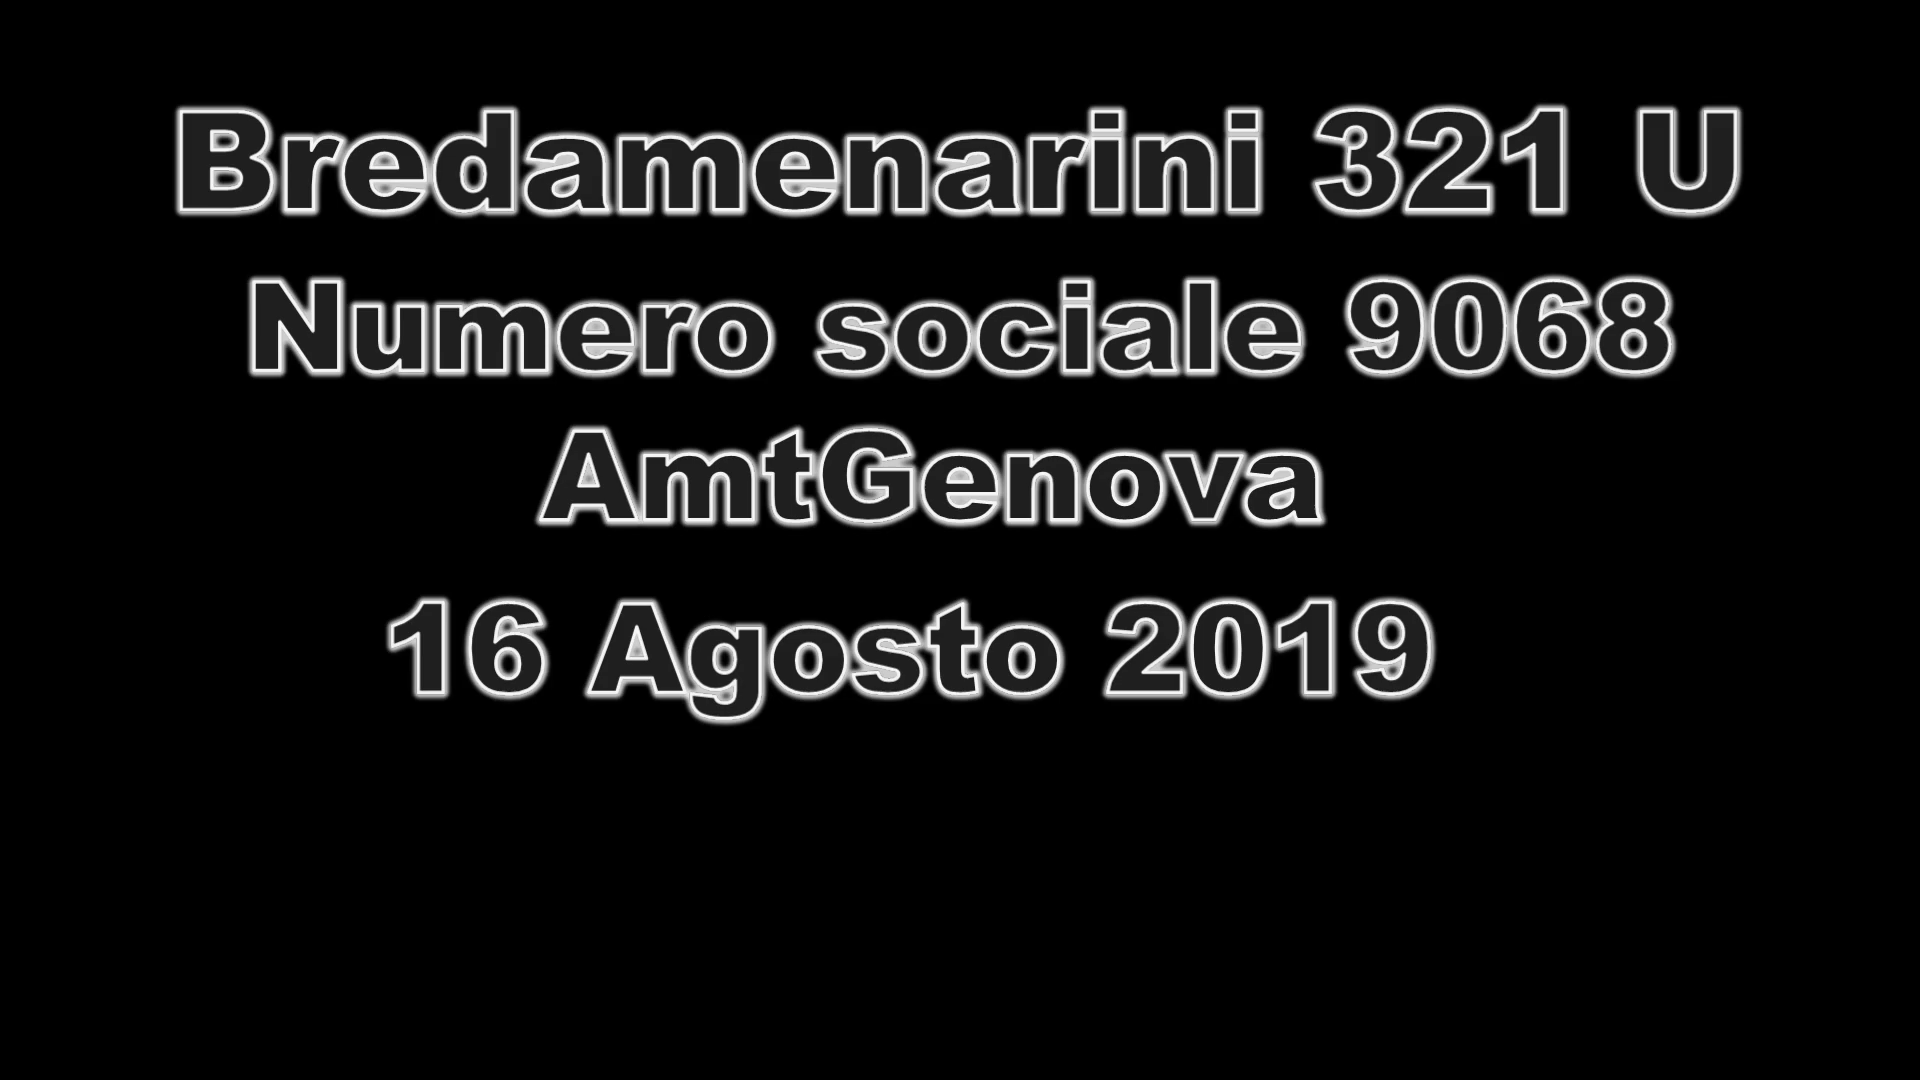 Bredamenarini 321 U
Numero sociale 9068
AmtGenova
16 Agosto 2019